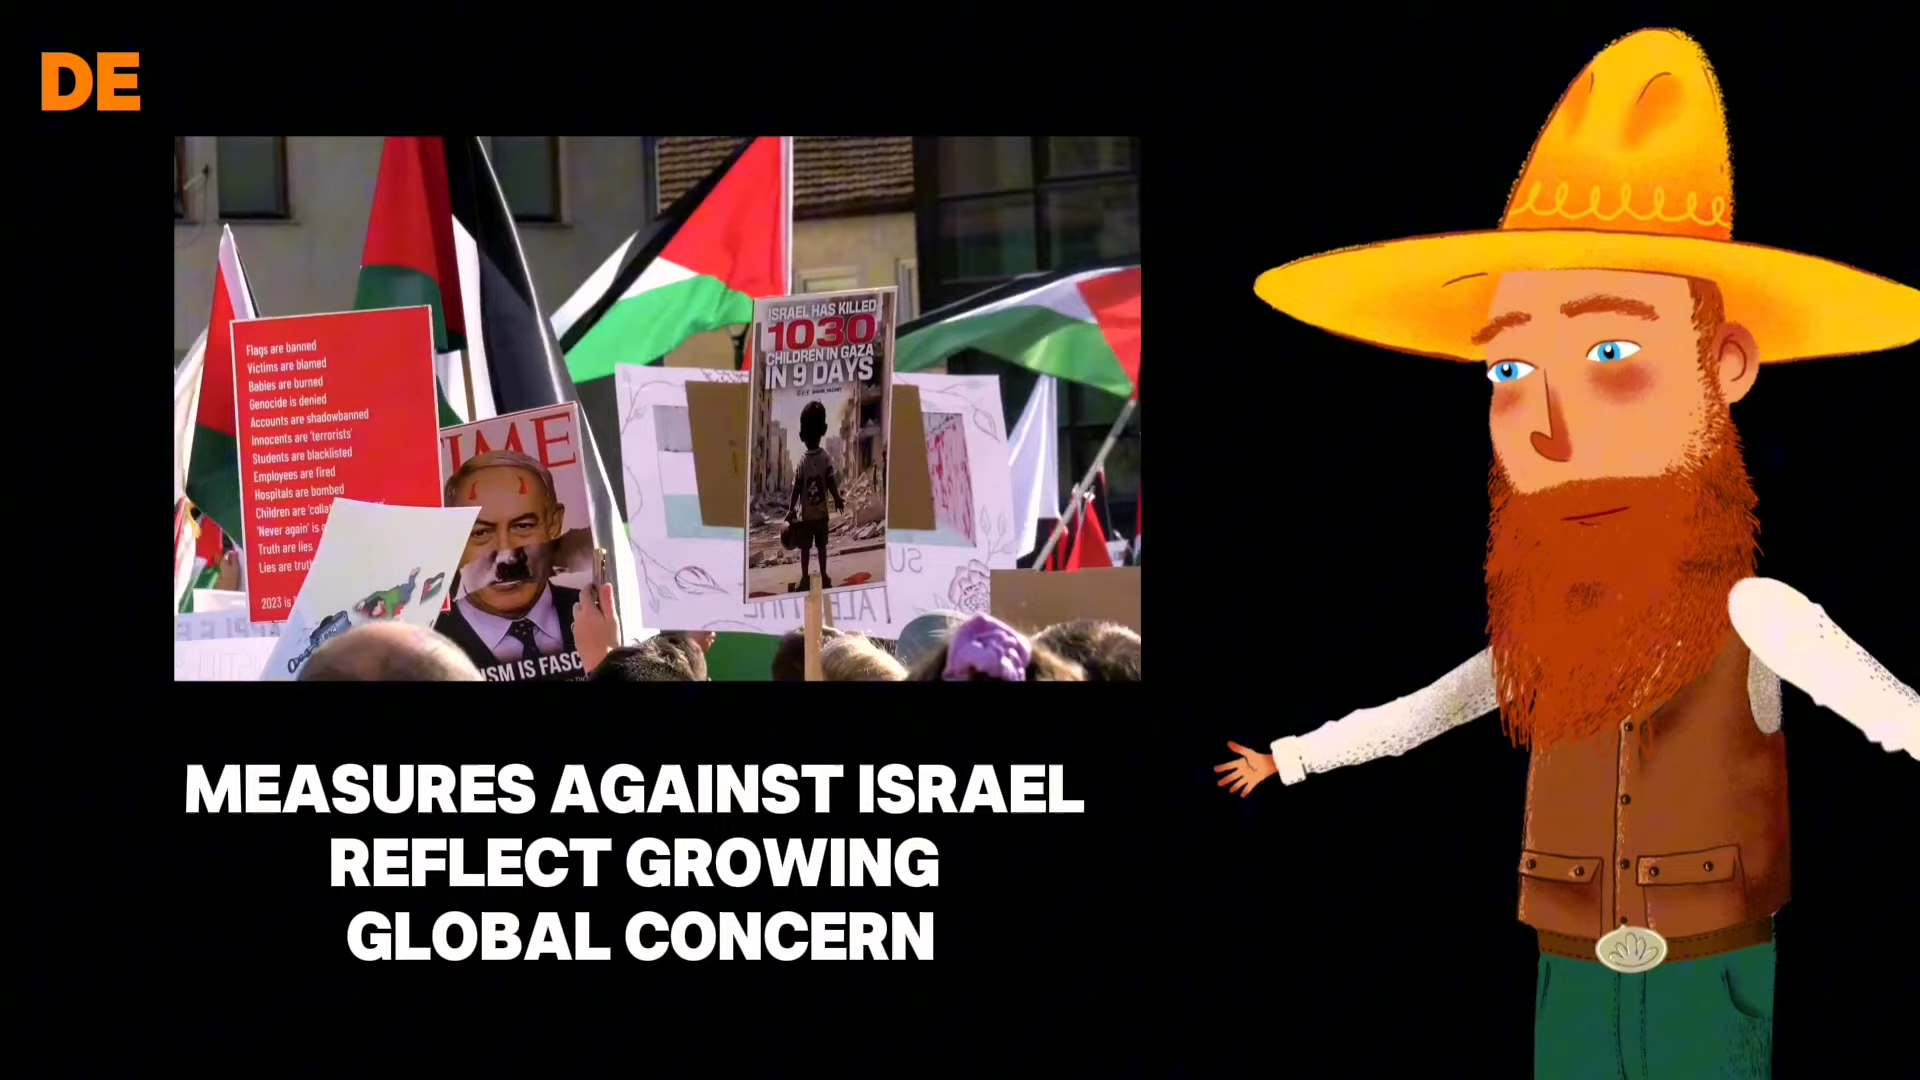 DE
Flags are banned
Victims are blamed
Babies are burned
Genocide is denied
Accounts are shadowbanned
Innocents are 'terrorists'
Students are blacklisted
Employees are fired
Hospitals are bombed
Children are
'Never again' is
Truth are lies
Lies are
2023 is
TIME
ISRAEL HAS KILLED
1030
CHILDREN IN GAZA
IN 9 DAYS
MEASURES AGAINST ISRAEL
REFLECT GROWING
GLOBAL CONCERN